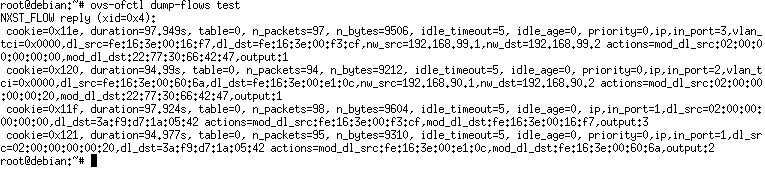 root@debian:~# ovs-ofctl dump-flows test
NXST_FLOW reply (xid=0x4):
 cookie=0x11e, duration=97.949s, table=0, n_packets=97, n_bytes=9506, idle_timeout=5, idle_age=0, priority=0,ip,in_port=3,vlan_
tci=0x0000,dl_src=fe:16:3e:00:16:f7,dl_dst=fe:16:3e:00:f3:cf,nw_src=192.168.99.1,nw_dst=192.168.99.2 actions=mod_dl_src:02:00:0
0:00:00:00,mod_dl_dst:22:77:30:66:42:47,output:1
 cookie=0x120, duration=94.99s, table=0, n_packets=94, n_bytes=9212, idle_timeout=5, idle_age=0, priority=0,ip,in_port=2,vlan_t
ci=0x0000,dl_src=fe:16:3e:00:60:6a,dl_dst=fe:16:3e:00:e1:0c,nw_src=192.168.90.1,nw_dst=192.168.90.2 actions=mod_dl_src:02:00:00
:00:00:20,mod_dl_dst:22:77:30:66:42:47,output:1
 cookie=0x11f, duration=97.924s, table=0, n_packets=98, n_bytes=9604, idle_timeout=5, idle_age=0, ip,in_port=1,dl_src=02:00:00:
00:00:00,dl_dst=3a:f9:d7:1a:05:42 actions=mod_dl_src:fe:16:3e:00:f3:cf,mod_dl_dst:fe:16:3e:00:16:f7,output:3
 cookie=0x121, duration=94.977s, table=0, n_packets=95, n_bytes=9310, idle_timeout=5, idle_age=0, priority=0,ip,in_port=1,dl_sr
c=02:00:00:00:00:20,dl_dst=3a:f9:d7:1a:05:42 actions=mod_dl_src:fe:16:3e:00:e1:0c,mod_dl_dst:fe:16:3e:00:60:6a,output:2
root@debian:~#